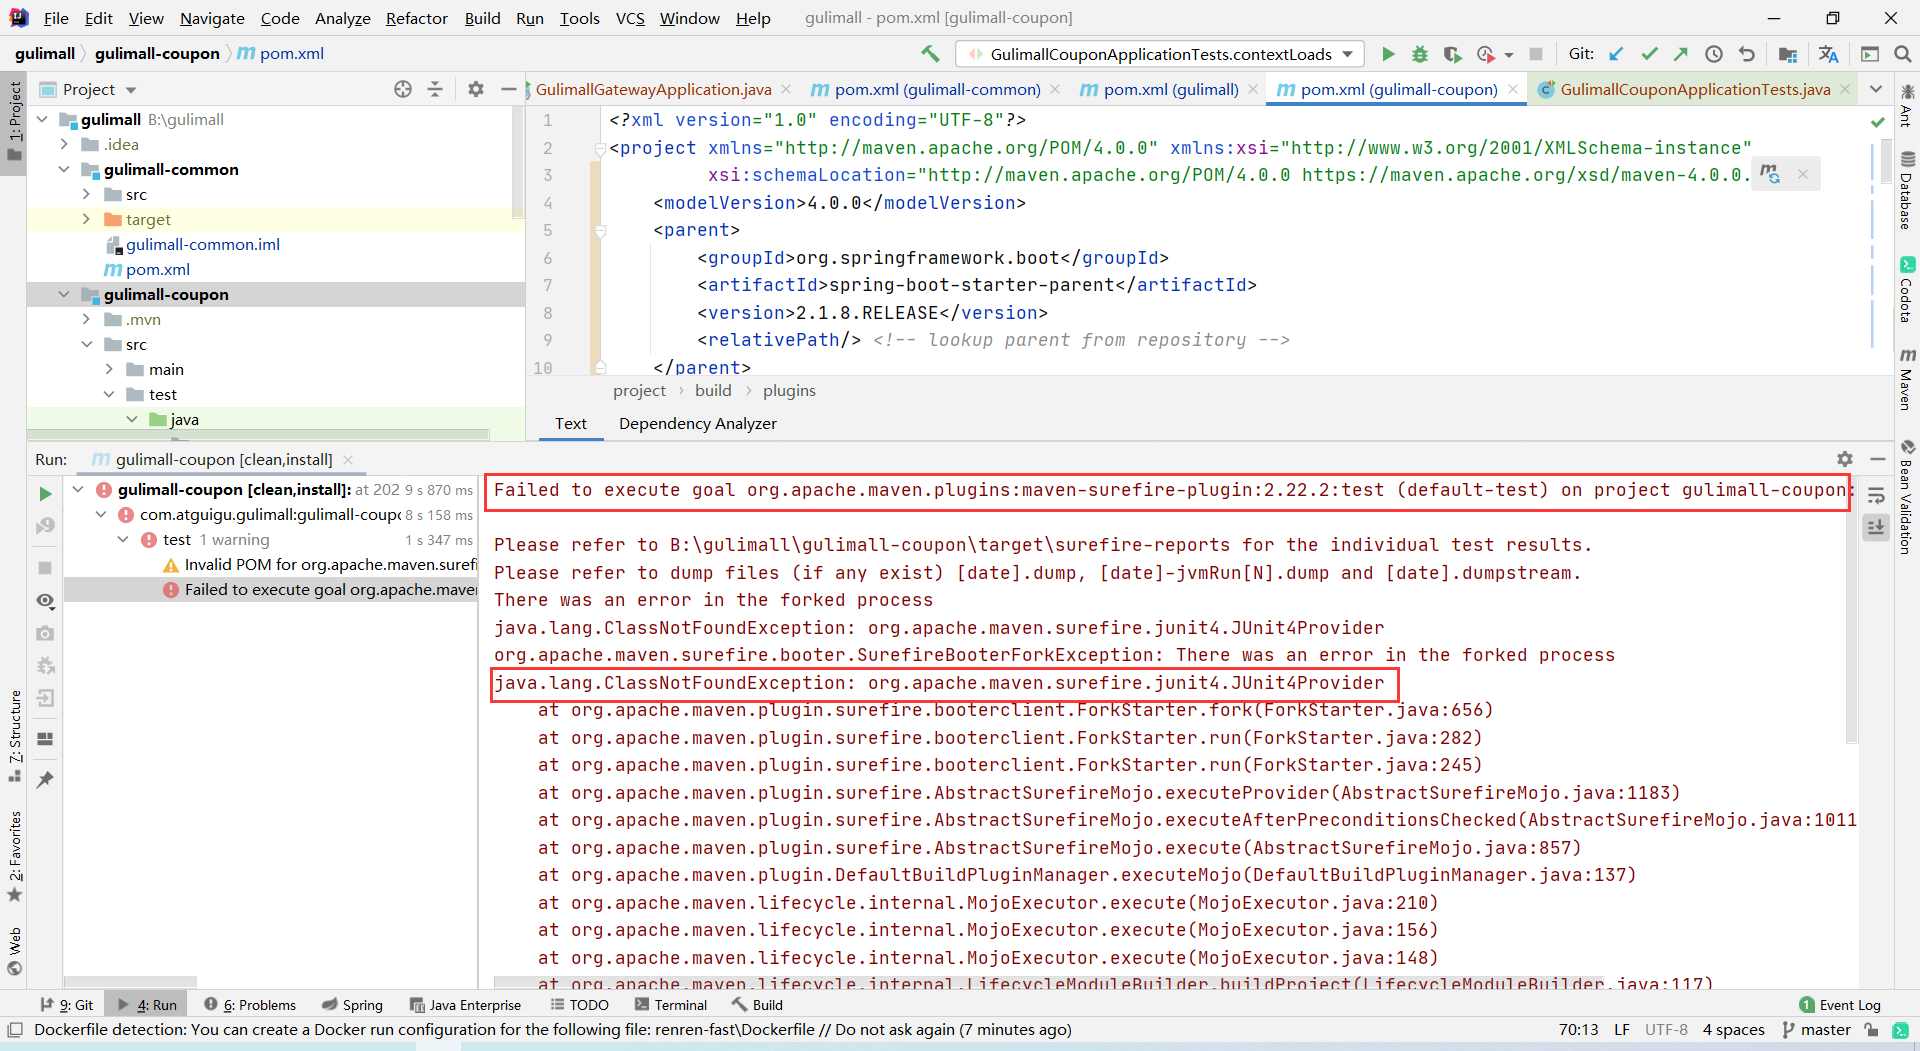 File Edit View Navigate Code Analyze Refactor Build Run Tools VCS Window Help gulimall - pom.xml [gulimall-coupon]
gulimall gulimall-coupon m pom.xml GulimallCouponApplicationTests.contextLoads Git:
Project GulimallGatewayApplication.java m pom.xml (gulimall-common) m pom.xml (gulimall) m pom.xml (gulimall-coupon) GulimallCouponApplicationTests.java
1: Project
gulimall B:\gulimall
.idea
gulimall-common
src
target
gulimall-common.iml
m pom.xml
gulimall-coupon
.mvn
src
main
test
java
1 <?xml version="1.0" encoding="UTF-8"?>
2 <project xmlns="http://maven.apache.org/POM/4.0.0" xmlns:xsi="http://www.w3.org/2001/XMLSchema-instance"
3 xsi:schemaLocation="http://maven.apache.org/POM/4.0.0 https://maven.apache.org/xsd/maven-4.0.0.
4 <modelVersion>4.0.0</modelVersion>
5 <parent>
6 <groupId>org.springframework.boot</groupId>
7 <artifactId>spring-boot-starter-parent</artifactId>
8 <version>2.1.8.RELEASE</version>
9 <relativePath/> <!-- lookup parent from repository -->
10 </parent>
project build plugins
Text Dependency Analyzer
Ant
Database
Codota
m Maven
Bean Validation
Run: m gulimall-coupon [clean,install]
gulimall-coupon [clean,install]: at 202 9 s 870 ms
com.atguigu.gulimall:gulimall-coupo 8 s 158 ms
test 1 warning 1 s 347 ms
Invalid POM for org.apache.maven.surefi
Failed to execute goal org.apache.maven
Failed to execute goal org.apache.maven.plugins:maven-surefire-plugin:2.22.2:test (default-test) on project gulimall-coupon:
Please refer to B:\gulimall\gulimall-coupon\target\surefire-reports for the individual test results.
Please refer to dump files (if any exist) [date].dump, [date]-jvmRun[N].dump and [date].dumpstream.
There was an error in the forked process
java.lang.ClassNotFoundException: org.apache.maven.surefire.junit4.JUnit4Provider
org.apache.maven.surefire.booter.SurefireBooterForkException: There was an error in the forked process
java.lang.ClassNotFoundException: org.apache.maven.surefire.junit4.JUnit4Provider
at org.apache.maven.plugin.surefire.booterclient.ForkStarter.fork(ForkStarter.java:656)
at org.apache.maven.plugin.surefire.booterclient.ForkStarter.run(ForkStarter.java:282)
at org.apache.maven.plugin.surefire.booterclient.ForkStarter.run(ForkStarter.java:245)
at org.apache.maven.plugin.surefire.AbstractSurefireMojo.executeProvider(AbstractSurefireMojo.java:1183)
at org.apache.maven.plugin.surefire.AbstractSurefireMojo.executeAfterPreconditionsChecked(AbstractSurefireMojo.java:1011
at org.apache.maven.plugin.surefire.AbstractSurefireMojo.execute(AbstractSurefireMojo.java:857)
at org.apache.maven.plugin.DefaultBuildPluginManager.executeMojo(DefaultBuildPluginManager.java:137)
at org.apache.maven.lifecycle.internal.MojoExecutor.execute(MojoExecutor.java:210)
at org.apache.maven.lifecycle.internal.MojoExecutor.execute(MojoExecutor.java:156)
at org.apache.maven.lifecycle.internal.MojoExecutor.execute(MojoExecutor.java:148)
at org.apache.maven.lifecycle.internal.LifecycleModuleBuilder.buildProject(LifecycleModuleBuilder.java:117)
7: Structure
2: Favorites
Web
9: Git 4: Run 6: Problems Spring Java Enterprise TODO Terminal Build 1 Event Log
Dockerfile detection: You can create a Docker run configuration for the following file: renren-fast\Dockerfile // Do not ask again (7 minutes ago) 70:13 LF UTF-8 4 spaces master